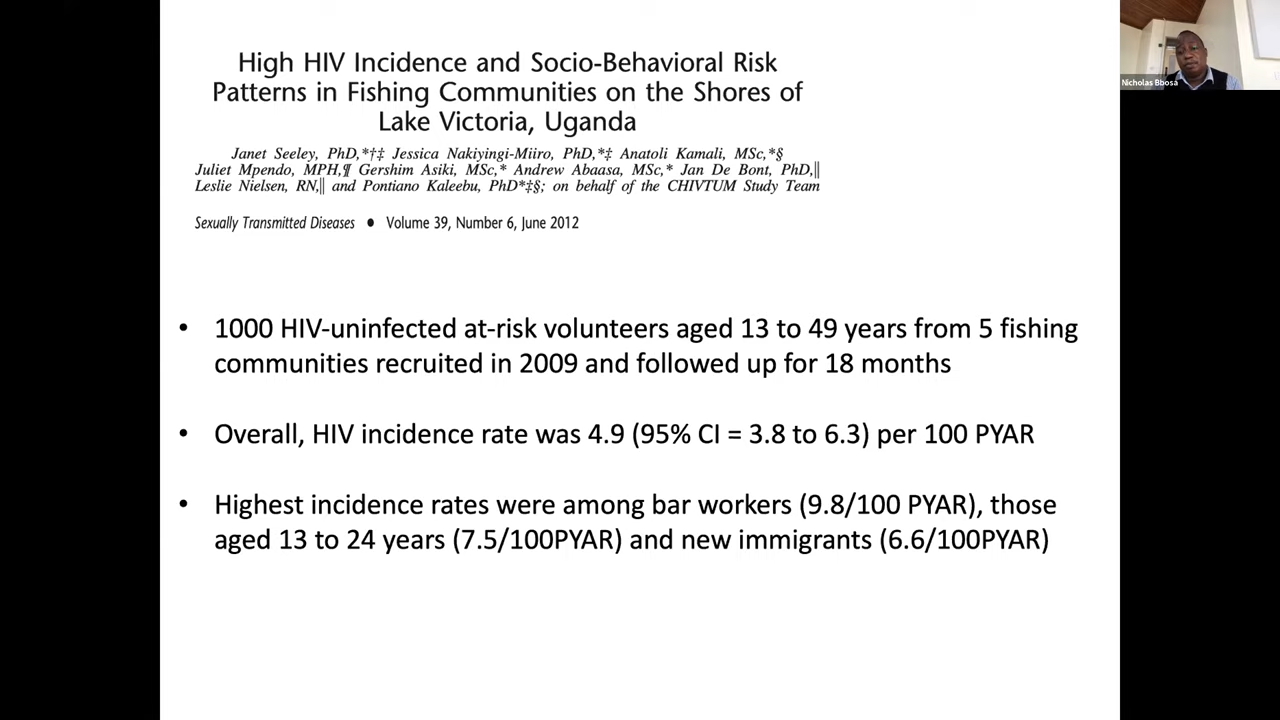 High HIV Incidence and Socio-Behavioral Risk
Patterns in Fishing Communities on the Shores of
Lake Victoria, Uganda
Janet Seeley, PhD,*†‡ Jessica Nakiyingi-Miiro, PhD,*‡ Anatoli Kamali, MSc,*§
Juliet Mpendo, MPH,¶ Gershim Asiki, MSc,* Andrew Abaasa, MSc,* Jan De Bont, PhD,∥
Leslie Nielsen, RN,∥ and Pontiano Kaleebu, PhD*‡§; on behalf of the CHIVTUM Study Team
Sexually Transmitted Diseases • Volume 39, Number 6, June 2012
• 1000 HIV-uninfected at-risk volunteers aged 13 to 49 years from 5 fishing
communities recruited in 2009 and followed up for 18 months
• Overall, HIV incidence rate was 4.9 (95% CI = 3.8 to 6.3) per 100 PYAR
• Highest incidence rates were among bar workers (9.8/100 PYAR), those
aged 13 to 24 years (7.5/100PYAR) and new immigrants (6.6/100PYAR)
Nicholas Bbosa